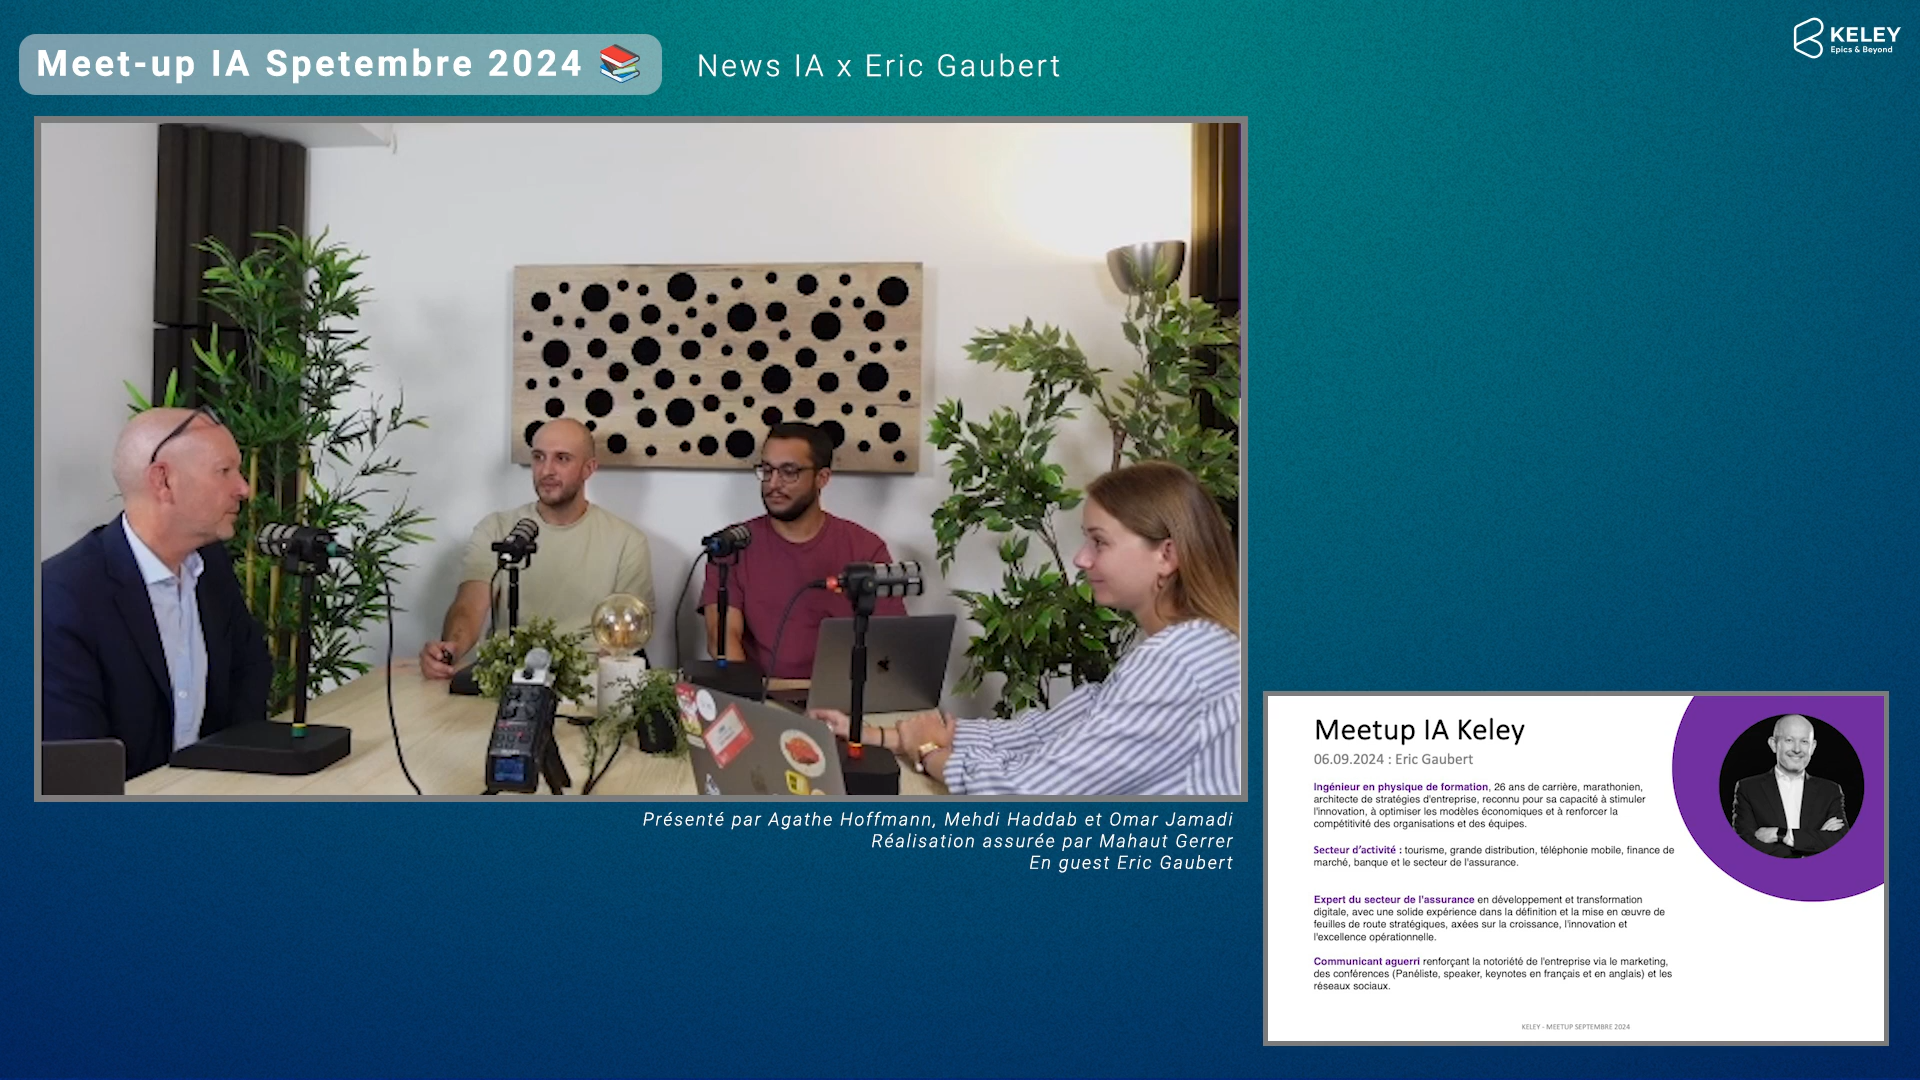 Meet-up IA Spetembre 2024
News IA x Eric Gaubert
KELEY
Epics & Beyond
Présenté par Agathe Hoffmann, Mehdi Haddab et Omar Jamadi
Réalisation assurée par Mahaut Gerrer
En guest Eric Gaubert
Meetup IA Keley
06.09.2024 : Eric Gaubert
Ingénieur en physique de formation, 26 ans de carrière, marathonien,
architecte de stratégies d'entreprise, reconnu pour sa capacité à stimuler
l'innovation, à optimiser les modèles économiques et à renforcer la
compétitivité des organisations et des équipes.
Secteur d'activité : tourisme, grande distribution, téléphonie mobile, finance de
marché, banque et le secteur de l'assurance.
Expert du secteur de l'assurance en développement et transformation
digitale, avec une solide expérience dans la définition et la mise en œuvre de
feuilles de route stratégiques, axées sur la croissance, l'innovation et
l'excellence opérationnelle.
Communicant aguerri renforçant la notoriété de l'entreprise via le marketing,
des conférences (Panéliste, speaker, keynotes en français et en anglais) et les
réseaux sociaux.
KELEY - MEETUP SEPTEMBRE 2024